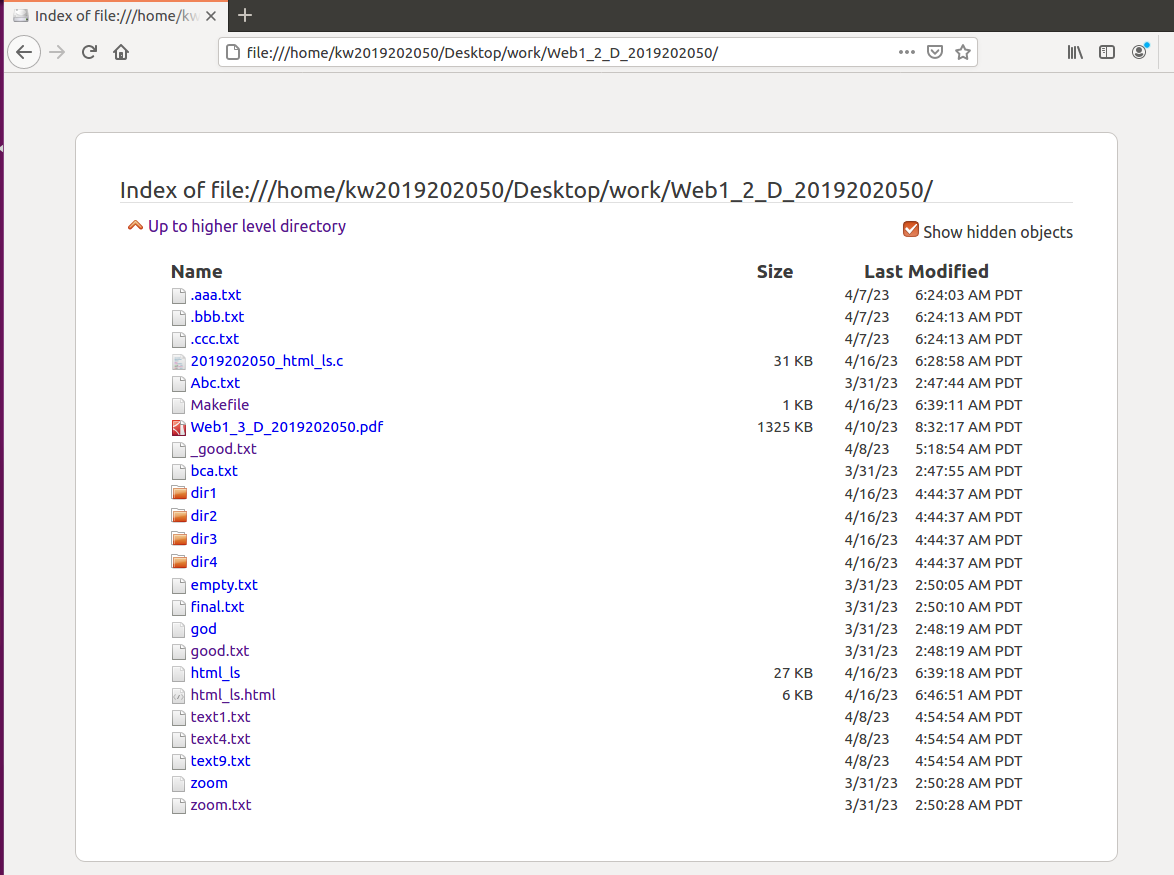 Index of file:///home/kw
file:///home/kw2019202050/Desktop/work/Web1_2_D_2019202050/
Index of file:///home/kw2019202050/Desktop/work/Web1_2_D_2019202050/
Up to higher level directory
Show hidden objects
Name Size Last Modified
.aaa.txt 4/7/23 6:24:03 AM PDT
.bbb.txt 4/7/23 6:24:13 AM PDT
.ccc.txt 4/7/23 6:24:13 AM PDT
2019202050_html_ls.c 31 KB 4/16/23 6:28:58 AM PDT
Abc.txt 3/31/23 2:47:44 AM PDT
Makefile 1 KB 4/16/23 6:39:11 AM PDT
Web1_3_D_2019202050.pdf 1325 KB 4/10/23 8:32:17 AM PDT
_good.txt 4/8/23 5:18:54 AM PDT
bca.txt 3/31/23 2:47:55 AM PDT
dir1 4/16/23 4:44:37 AM PDT
dir2 4/16/23 4:44:37 AM PDT
dir3 4/16/23 4:44:37 AM PDT
dir4 4/16/23 4:44:37 AM PDT
empty.txt 3/31/23 2:50:05 AM PDT
final.txt 3/31/23 2:50:10 AM PDT
god 3/31/23 2:48:19 AM PDT
good.txt 3/31/23 2:48:19 AM PDT
html_ls 27 KB 4/16/23 6:39:18 AM PDT
html_ls.html 6 KB 4/16/23 6:46:51 AM PDT
text1.txt 4/8/23 4:54:54 AM PDT
text4.txt 4/8/23 4:54:54 AM PDT
text9.txt 4/8/23 4:54:54 AM PDT
zoom 3/31/23 2:50:28 AM PDT
zoom.txt 3/31/23 2:50:28 AM PDT